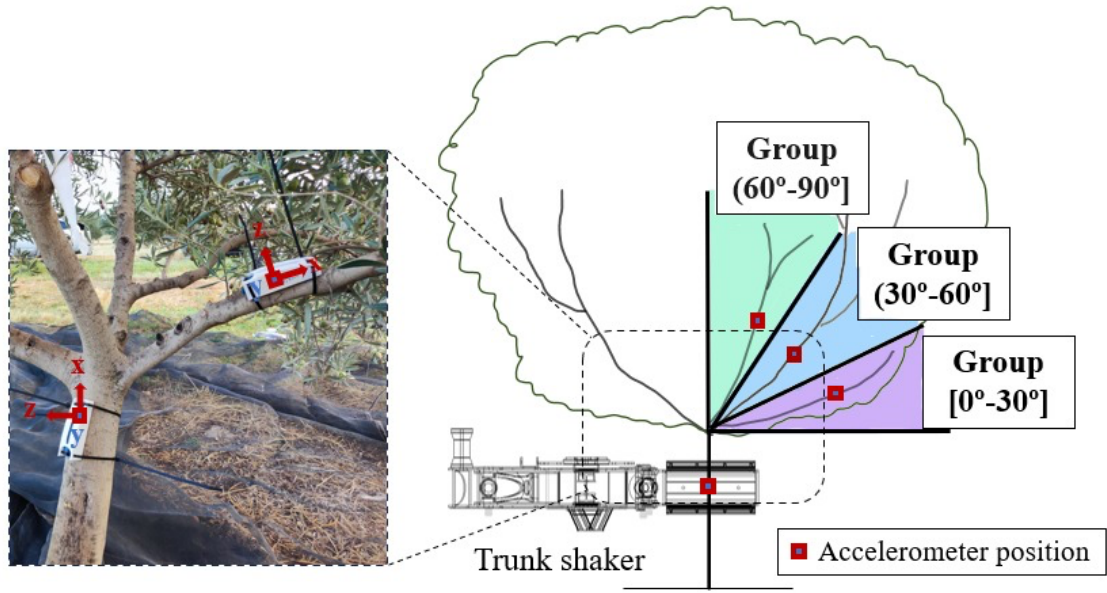 Group
(60º-90º]
Group
(30º-60º]
Group
[0º-30º]
z
x
y
x
z
y
Trunk shaker
Accelerometer position